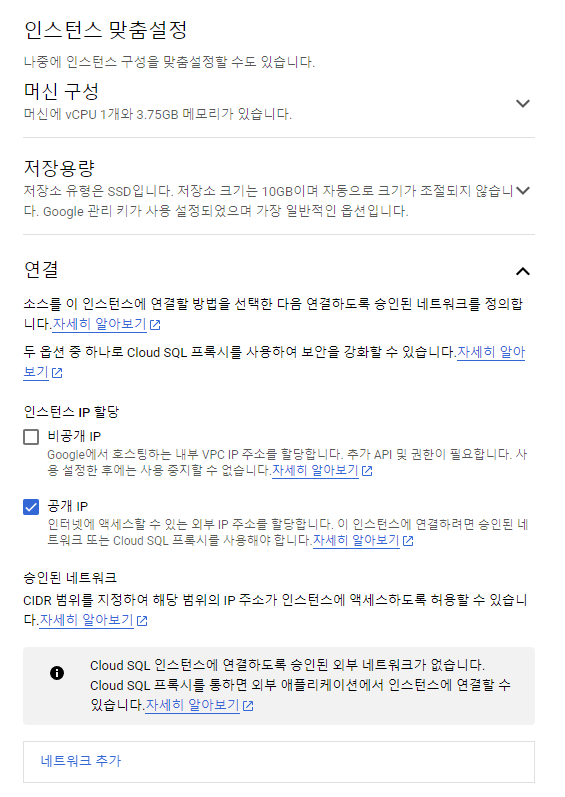 인스턴스 맞춤설정
나중에 인스턴스 구성을 맞춤설정할 수도 있습니다.
머신 구성
머신에 vCPU 1개와 3.75GB 메모리가 있습니다.
저장용량
저장소 유형은 SSD입니다. 저장소 크기는 10GB이며 자동으로 크기가 조절되지 않습니
다. Google 관리 키가 사용 설정되었으며 가장 일반적인 옵션입니다.
연결
소스를 이 인스턴스에 연결할 방법을 선택한 다음 연결하도록 승인된 네트워크를 정의합
니다.자세히 알아보기
두 옵션 중 하나로 Cloud SQL 프록시를 사용하여 보안을 강화할 수 있습니다.자세히 알아
보기
인스턴스 IP 할당
비공개 IP
Google에서 호스팅하는 내부 VPC IP 주소를 할당합니다. 추가 API 및 권한이 필요합니다. 사
용 설정한 후에는 사용 중지할 수 없습니다.자세히 알아보기
공개 IP
인터넷에 액세스할 수 있는 외부 IP 주소를 할당합니다. 이 인스턴스에 연결하려면 승인된 네
트워크 또는 Cloud SQL 프록시를 사용해야 합니다.자세히 알아보기
승인된 네트워크
CIDR 범위를 지정하여 해당 범위의 IP 주소가 인스턴스에 액세스하도록 허용할 수 있습니
다.자세히 알아보기
Cloud SQL 인스턴스에 연결하도록 승인된 외부 네트워크가 없습니다.
Cloud SQL 프록시를 통하면 외부 애플리케이션에서 인스턴스에 연결할 수
있습니다.자세히 알아보기
네트워크 추가